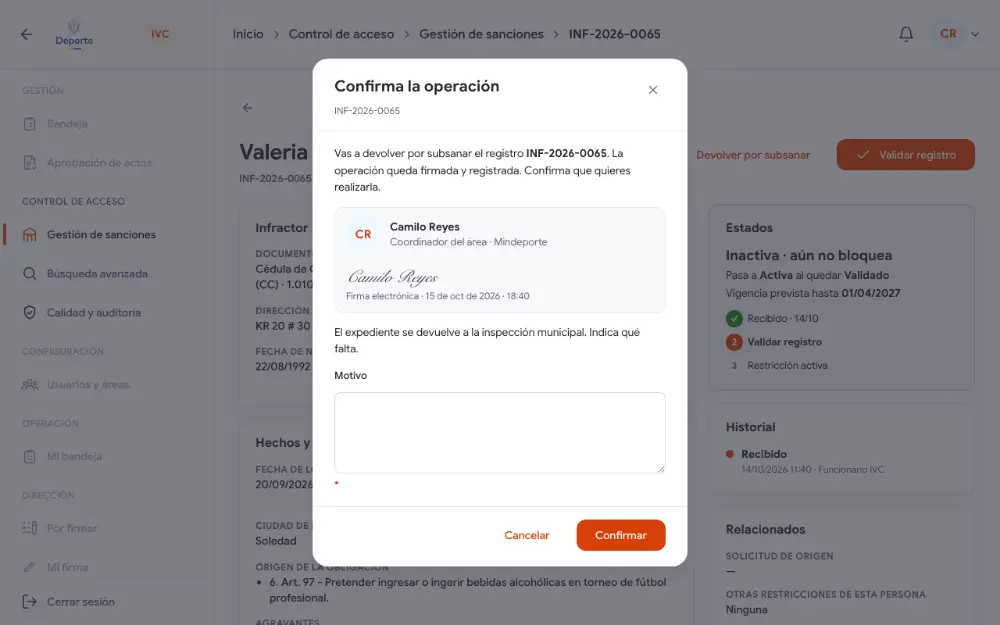 Deporte
IVC
Inicio > Control de acceso > Gestión de sanciones > INF-2026-0065
CR
GESTIÓN
Bandeja
Aprobación de actos
CONTROL DE ACCESO
Gestión de sanciones
Búsqueda avanzada
Calidad y auditoría
CONFIGURACIÓN
Usuarios y áreas
OPERACIÓN
Mi bandeja
DIRECCIÓN
Por firmar
Mi firma
Cerrar sesión
Valeria
INF-2026-0065
Devolver por subsanar
Validar registro
Infractor
Cédula de
(CC) · 1.010
DIRECCIÓN
KR 20 # 30
FECHA DE
22/08/1992
Hechos y
FECHA DE
20/09/2026
CIUDAD DE
Soledad
ORIGEN DE LA OBLIGACIÓN
• 6. Art. 97 - Pretender ingresar o ingerir bebidas alcohólicas en torneo de fútbol
profesional.
AGRAVANTES
Confirma la operación
INF-2026-0065
Vas a devolver por subsanar el registro INF-2026-0065. La
operación queda firmada y registrada. Confirma que quieres
realizarla.
CR
Camilo Reyes
Coordinador del área · Mindeporte
Camilo Reyes
Firma electrónica · 15 de oct de 2026 · 18:40
El expediente se devuelve a la inspección municipal. Indica qué
falta.
Motivo
*
Cancelar
Confirmar
Estados
Inactiva · aún no bloquea
Pasa a Activa al quedar Validado
Vigencia prevista hasta 01/04/2027
Recibido · 14/10
2 Validar registro
3 Restricción activa
Historial
Recibido
14/10/2026 11:40 · Funcionario IVC
Relacionados
SOLICITUD DE ORIGEN
—
OTRAS RESTRICCIONES DE ESTA PERSONA
Ninguna